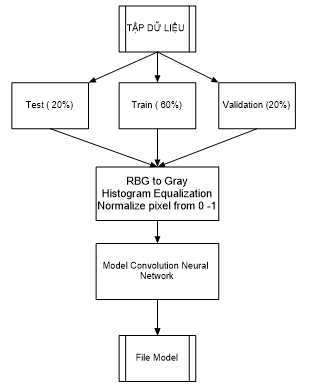 TẬP DỮ LIỆU
Test ( 20%)
Train ( 60%)
Validation (20%)
RBG to Gray
Histogram Equalization
Normalize pixel from 0 -1
Model Convolution Neural
Network
File Model